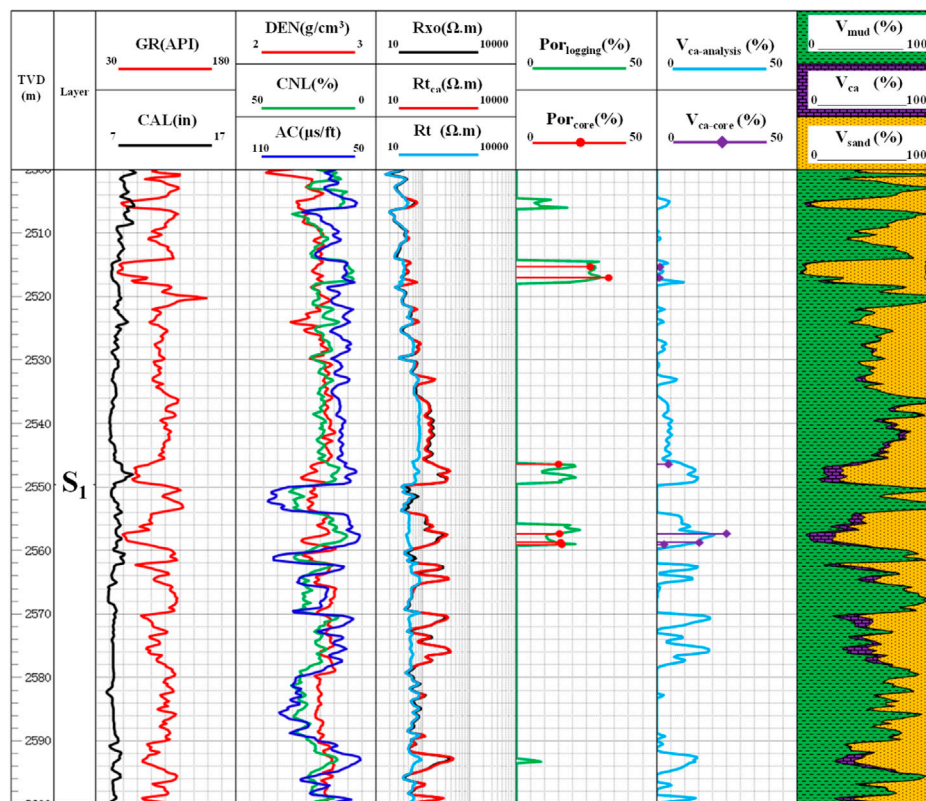 TVD
(m)
Layer
GR(API)
30 180
CAL(in)
7 17
DEN(g/cm³)
2 3
CNL(%)
50 0
AC(μs/ft)
110 50
Rxo(Ω.m)
10 10000
Rtca(Ω.m)
10 10000
Rt (Ω.m)
10 10000
Porlogging(%)
0 50
Porcore(%)
0 50
Vca-analysis(%)
0 50
Vca-core(%)
0 50
Vmud (%)
0 100
Vca (%)
0 100
Vsand (%)
0 100
2510
2520
2530
2540
2550
S1
2560
2570
2580
2590